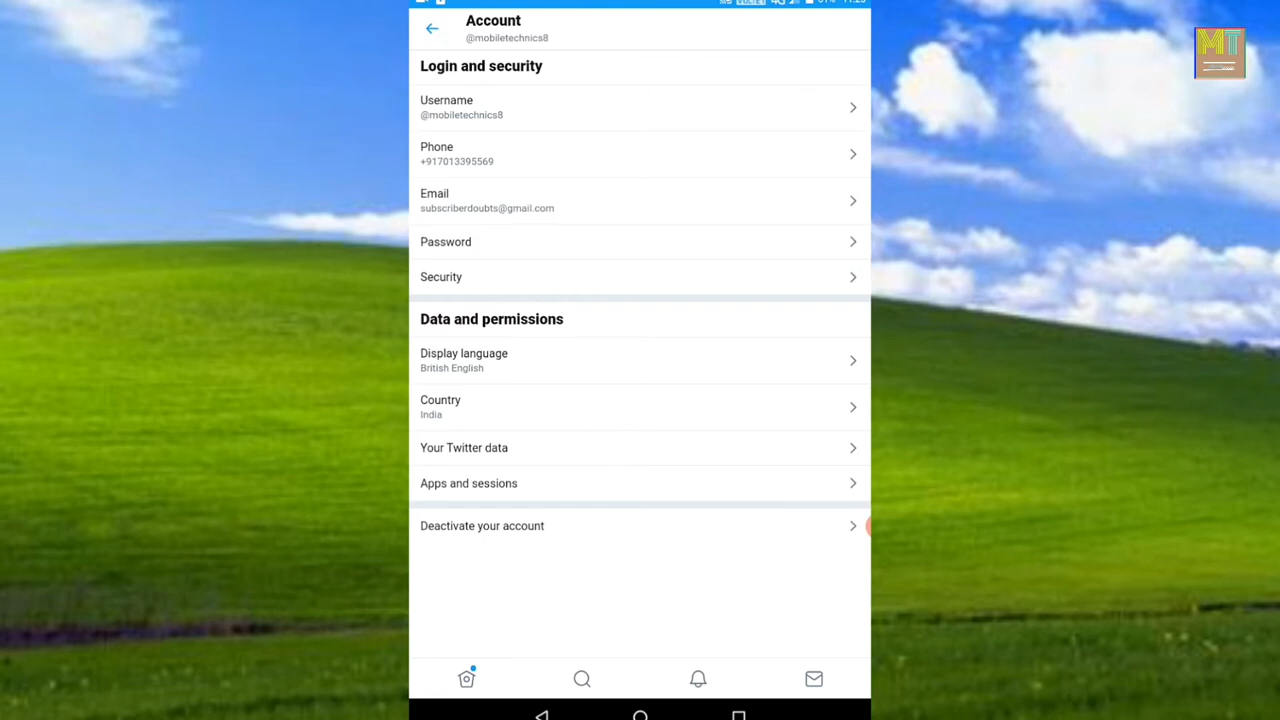 Account
@mobiletechnics8
Login and security
Username
@mobiletechnics8
Phone
+917013395569
Email
subscriberdoubts@gmail.com
Password
Security
Data and permissions
Display language
British English
Country
India
Your Twitter data
Apps and sessions
Deactivate your account
MT